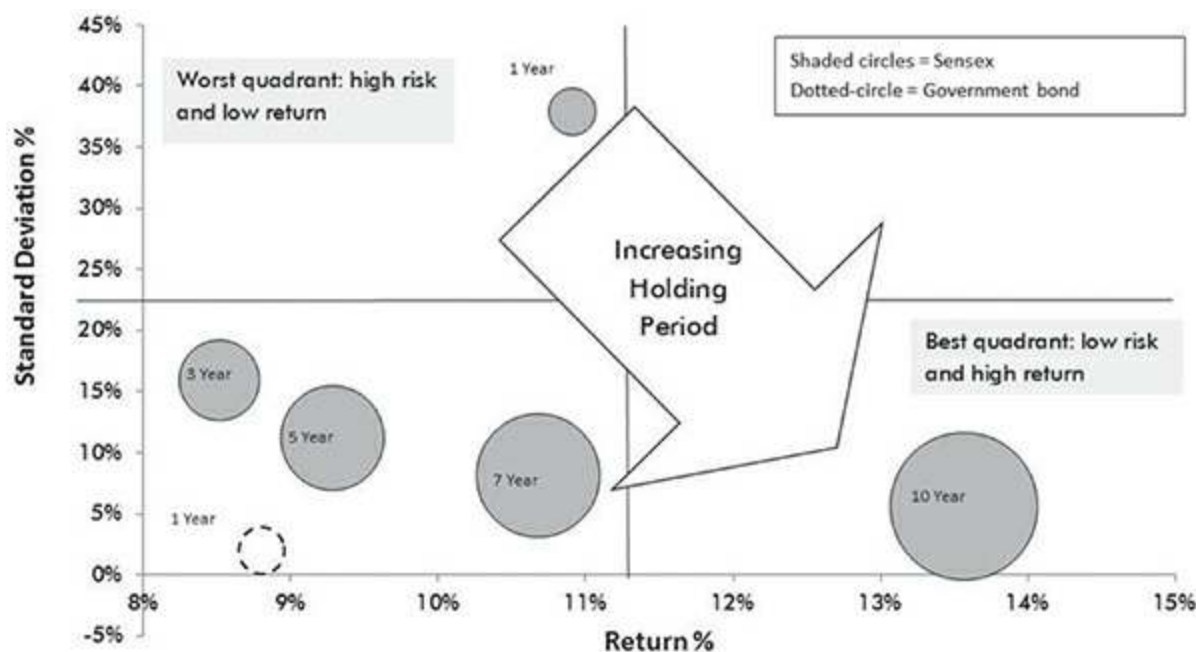 45%
40%
35%
30%
25%
20%
15%
10%
5%
0%
-5%
Standard Deviation %
Worst quadrant: high risk
and low return
1 Year
Shaded circles = Sensex
Dotted-circle = Government bond
Increasing
Holding
Period
Best quadrant: low risk
and high return
3 Year
5 Year
7 Year
10 Year
1 Year
8%
9%
10%
11%
12%
13%
14%
15%
Return %